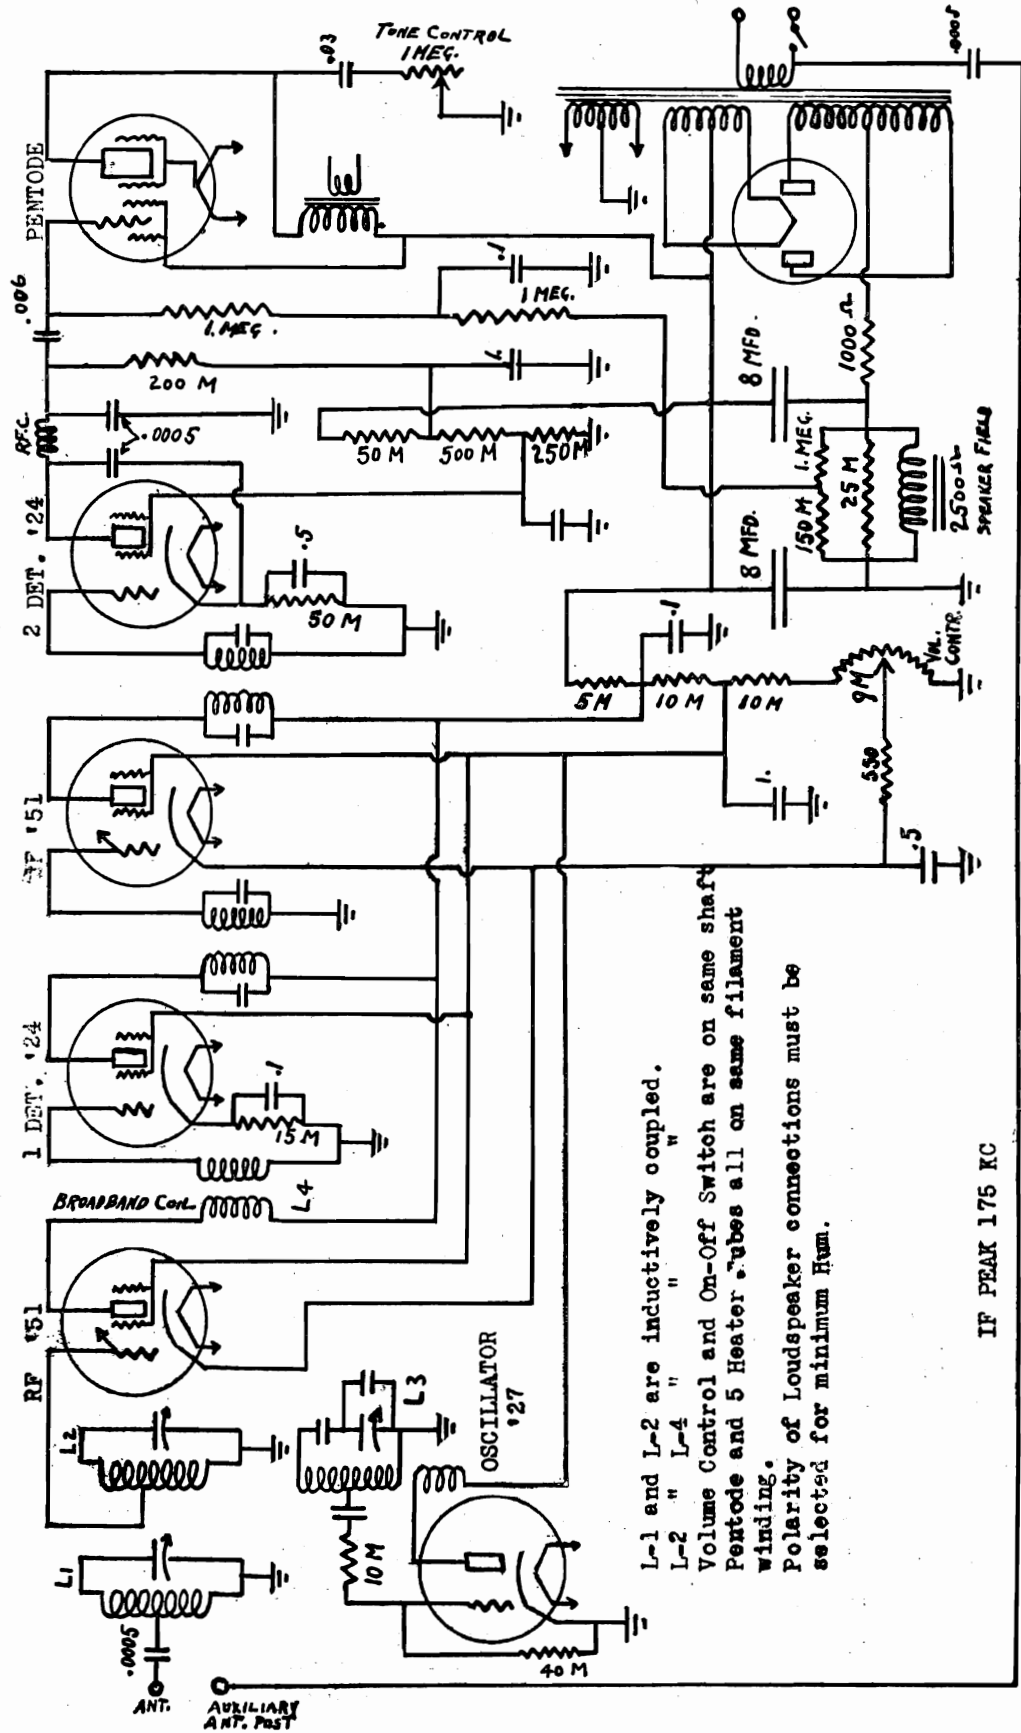 RF '51
1 DET. '24
'51
2 DET. '24
PENTODE
BROADBAND COIL
L4
R.F.C.
.006
.03
TONE CONTROL
1 MEG.
L1
L2
.0005
ANT.
AUXILIARY
ANT. POST
L3
10 M
40 M
OSCILLATOR
'27
15 M
.1
50 M
.5
.0005
200 M
1. MEG.
.1
1 MEG.
1.
50 M
500 M
250 M
8 MFD.
8 MFD.
1000 Ω
150 M
1. MEG.
25 M
2500 Ω
SPEAKER FIELD
.0005
5 M
10 M
10 M
.1
1.
9 M
VOL.
CONTR.
550
.5
L-1 and L-2 are inductively coupled.
L-2 " L-4 " " "
Volume Control and On-Off Switch are on same shaft
Pentode and 5 Heater Tubes all on same filament
winding.
Polarity of Loudspeaker connections must be
selected for minimum Hum.
IF PEAK 175 KC